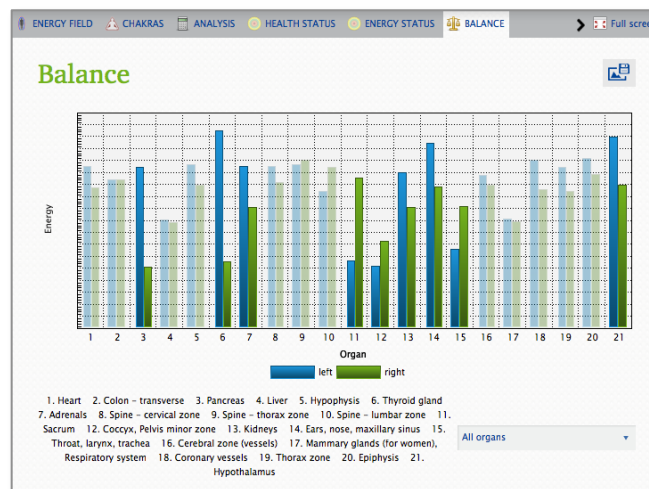 ENERGY FIELD CHAKRAS ANALYSIS HEALTH STATUS ENERGY STATUS BALANCE Full scree
Balance
Energy
1 2 3 4 5 6 7 8 9 10 11 12 13 14 15 16 17 18 19 20 21
Organ
left right
1. Heart 2. Colon - transverse 3. Pancreas 4. Liver 5. Hypophysis 6. Thyroid gland
7. Adrenals 8. Spine - cervical zone 9. Spine - thorax zone 10. Spine - lumbar zone 11.
Sacrum 12. Coccyx, Pelvis minor zone 13. Kidneys 14. Ears, nose, maxillary sinus 15.
Throat, larynx, trachea 16. Cerebral zone (vessels) 17. Mammary glands (for women),
Respiratory system 18. Coronary vessels 19. Thorax zone 20. Epiphysis 21.
Hypothalamus
All organs